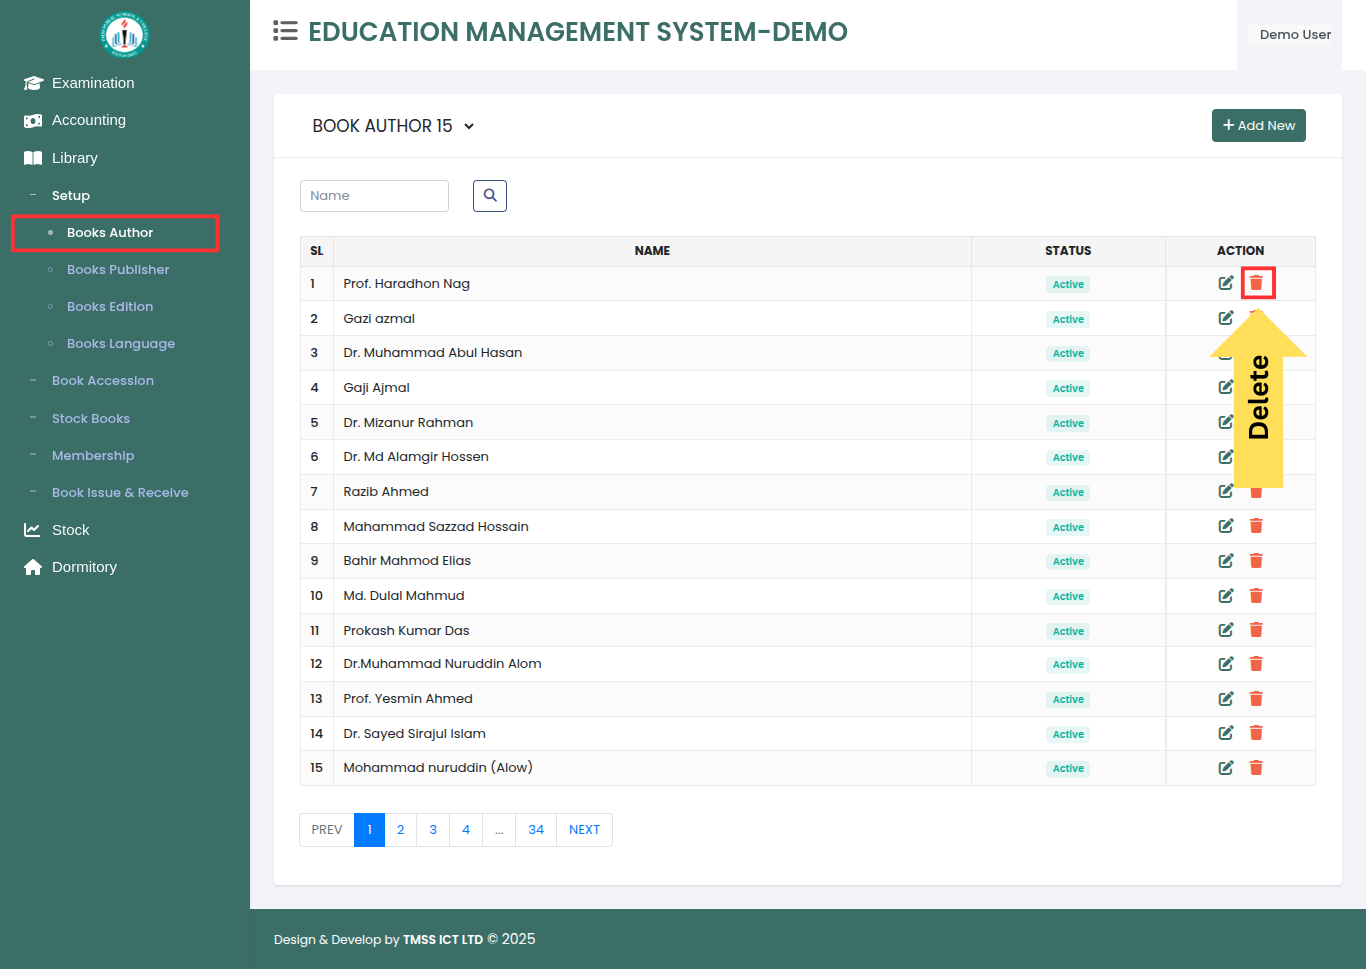 EDUCATION MANAGEMENT SYSTEM-DEMO
Demo User
Examination
Accounting
Library
Setup
Books Author
Books Publisher
Books Edition
Books Language
Book Accession
Stock Books
Membership
Book Issue & Receive
Stock
Dormitory
BOOK AUTHOR 15
+ Add New
Name
SL NAME STATUS ACTION
1 Prof. Haradhon Nag Active
2 Gazi azmal Active
3 Dr. Muhammad Abul Hasan Active
4 Gaji Ajmal Active
5 Dr. Mizanur Rahman Active
6 Dr. Md Alamgir Hossen Active
7 Razib Ahmed Active
8 Mahammad Sazzad Hossain Active
9 Bahir Mahmod Elias Active
10 Md. Dulal Mahmud Active
11 Prokash Kumar Das Active
12 Dr.Muhammad Nuruddin Alom Active
13 Prof. Yesmin Ahmed Active
14 Dr. Sayed Sirajul Islam Active
15 Mohammad nuruddin (Alow) Active
Delete
PREV 1 2 3 4 ... 34 NEXT
Design & Develop by TMSS ICT LTD © 2025